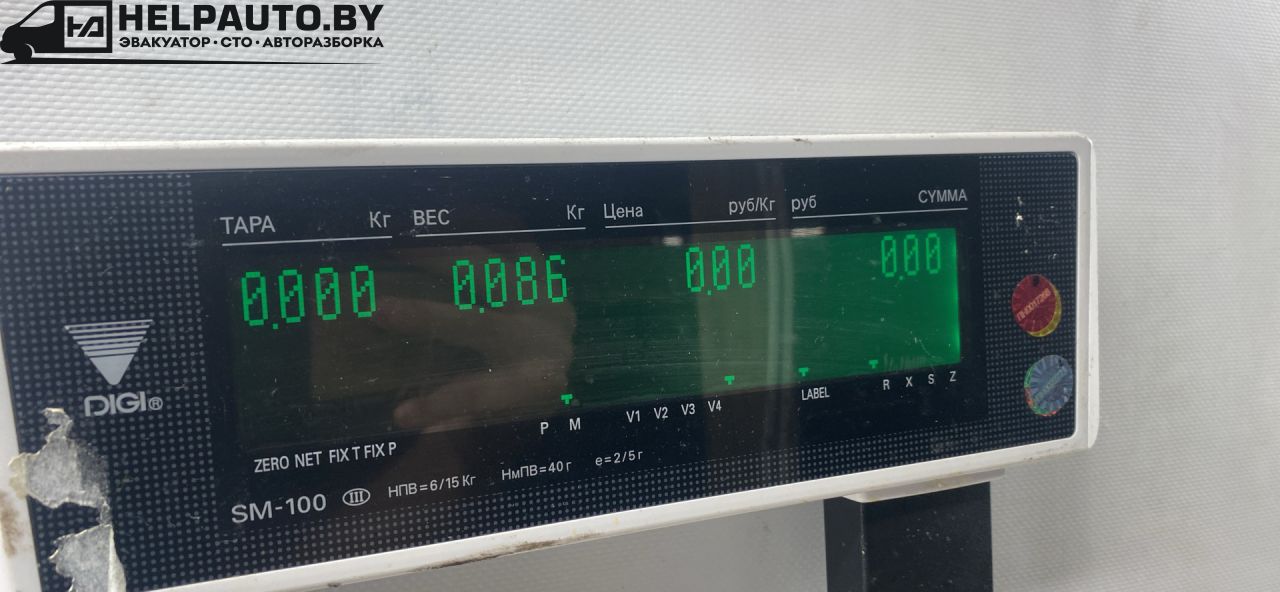 HELPAUTO.BY
ЭВАКУАТОР · СТО · АВТОРАЗБОРКА
ТАРА Кг ВЕС Кг Цена руб/Кг руб СУММА
0.000 0.086 0.00 0.00
DIGI®
P M V1 V2 V3 V4 LABEL R X S Z
ZERO NET FIX T FIX P
SM-100 III НПВ=6/15 Кг НмПВ=40 г e=2/5 г